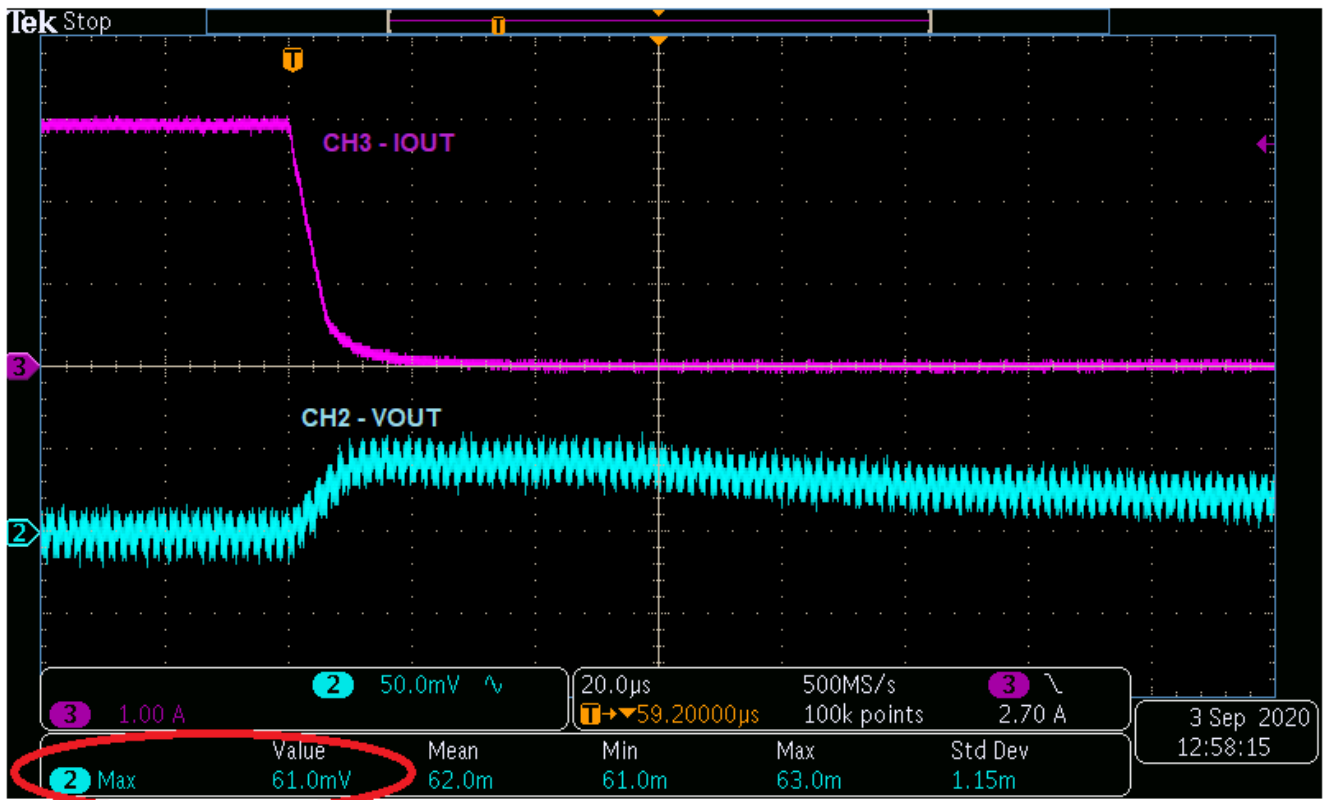 Tek Stop
T
T
CH3 - IOUT
3
CH2 - VOUT
2
2 50.0mV
3 1.00 A
20.0µs 500MS/s 3
T→▼59.20000µs 100k points 2.70 A
3 Sep 2020
12:58:15
Value Mean Min Max Std Dev
2 Max 61.0mV 62.0m 61.0m 63.0m 1.15m